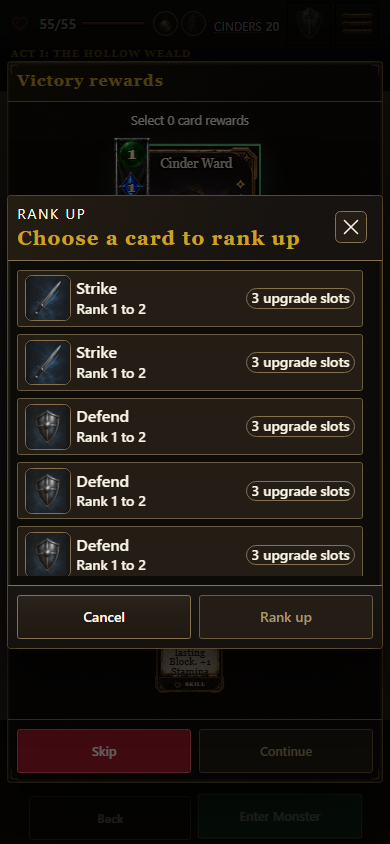 55/55
CINDERS 20
ACT I: THE HOLLOW WEALD
Victory rewards
Select 0 card rewards
1
Cinder Ward
1
RANK UP
Choose a card to rank up
Strike
Rank 1 to 2
3 upgrade slots
Strike
Rank 1 to 2
3 upgrade slots
Defend
Rank 1 to 2
3 upgrade slots
Defend
Rank 1 to 2
3 upgrade slots
Defend
Rank 1 to 2
3 upgrade slots
Cancel
Rank up
lasting
Block. +1
Stamina
SKILL
Skip
Continue
Back
Enter Monster